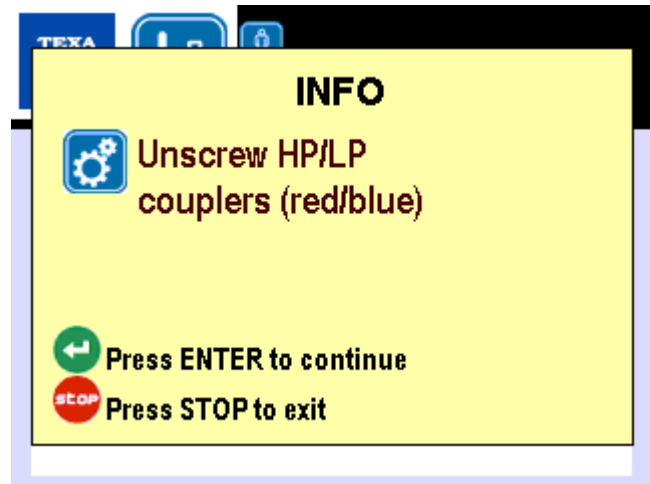 TEXA
INFO
Unscrew HP/LP
couplers (red/blue)
Press ENTER to continue
stop
Press STOP to exit